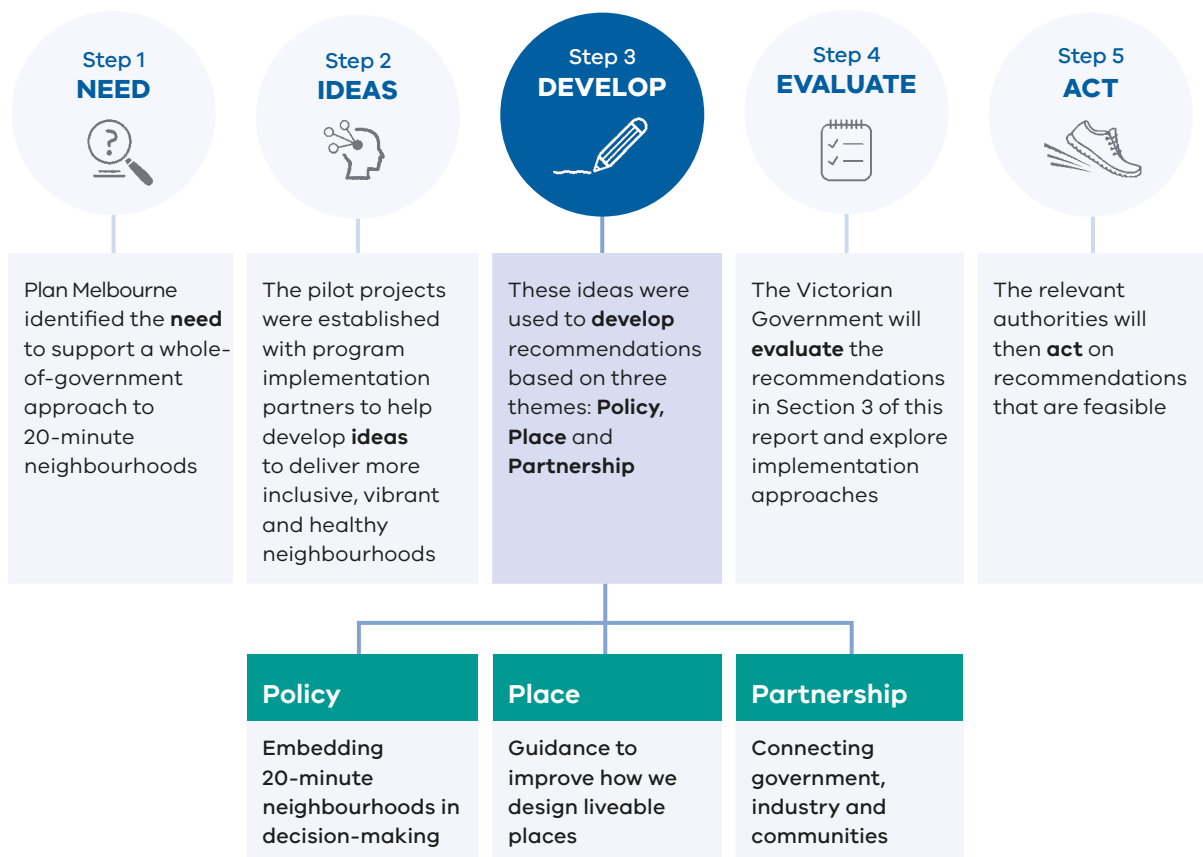 Step 1
NEED
?
Plan Melbourne
identified the need
to support a whole-
of-government
approach to
20-minute
neighbourhoods
Step 2
IDEAS
The pilot projects
were established
with program
implementation
partners to help
develop ideas
to deliver more
inclusive, vibrant
and healthy
neighbourhoods
Step 3
DEVELOP
These ideas were
used to develop
recommendations
based on three
themes: Policy,
Place and
Partnership
Step 4
EVALUATE
The Victorian
Government will
evaluate the
recommendations
in Section 3 of this
report and explore
implementation
approaches
Step 5
ACT
The relevant
authorities will
then act on
recommendations
that are feasible
Policy
Embedding
20-minute
neighbourhoods in
decision-making
Place
Guidance to
improve how we
design liveable
places
Partnership
Connecting
government,
industry and
communities